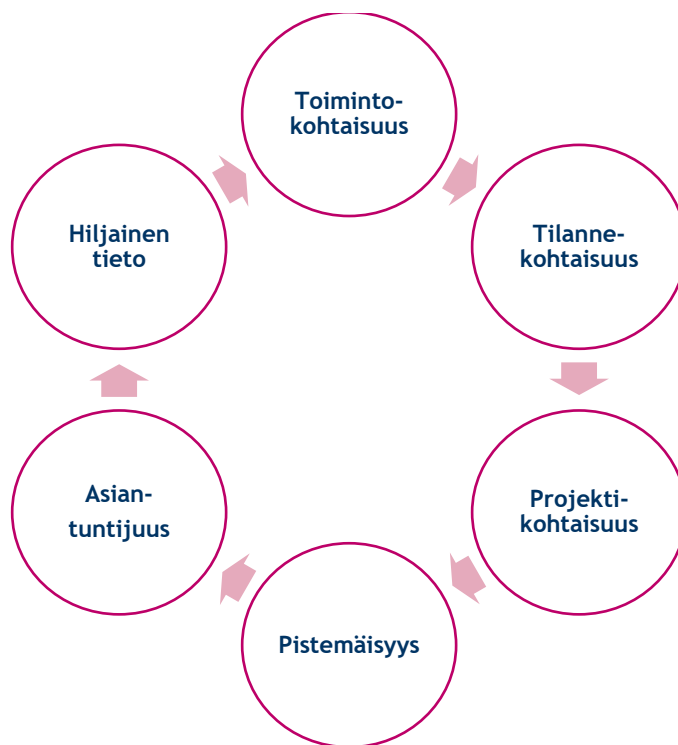 Toiminto-
kohtaisuus
Tilanne-
kohtaisuus
Projekti-
kohtaisuus
Pistemäisyys
Asian-
tuntijuus
Hiljainen
tieto